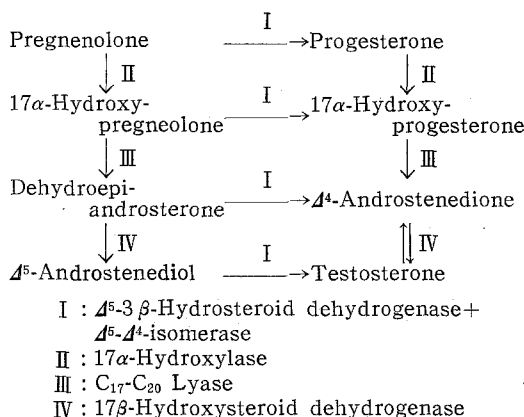 I
Pregnenolone → Progesterone
↓ II ↓ II
17α-Hydroxy- I 17α-Hydroxy-
pregneolone → progesterone
↓ III ↓ III
Dehydroepi- I
androsterone → Δ⁴-Androstenedione
↓ IV I ⇅ IV
Δ⁵-Androstenediol → Testosterone
I : Δ⁵-3 β-Hydrosteroid dehydrogenase+
Δ⁵-Δ⁴-isomerase
II : 17α-Hydroxylase
III : C₁₇-C₂₀ Lyase
IV : 17β-Hydroxysteroid dehydrogenase